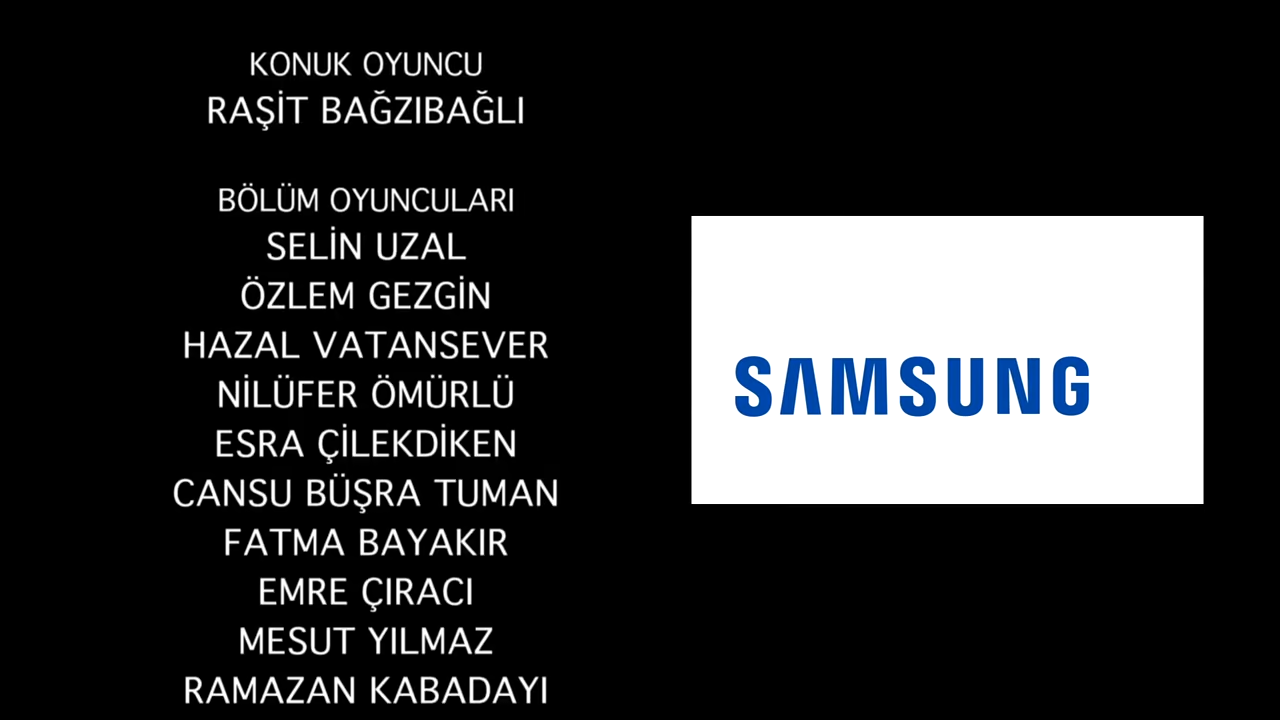 KONUK OYUNCU
RAŞİT BAĞZIBAĞLI
BÖLÜM OYUNCULARI
SELİN UZAL
ÖZLEM GEZGİN
HAZAL VATANSEVER
NİLÜFER ÖMÜRLÜ
ESRA ÇİLEKDİKEN
CANSU BÜŞRA TUMAN
FATMA BAYAKIR
EMRE ÇIRACI
MESUT YILMAZ
RAMAZAN KABADAYI
SAMSUNG